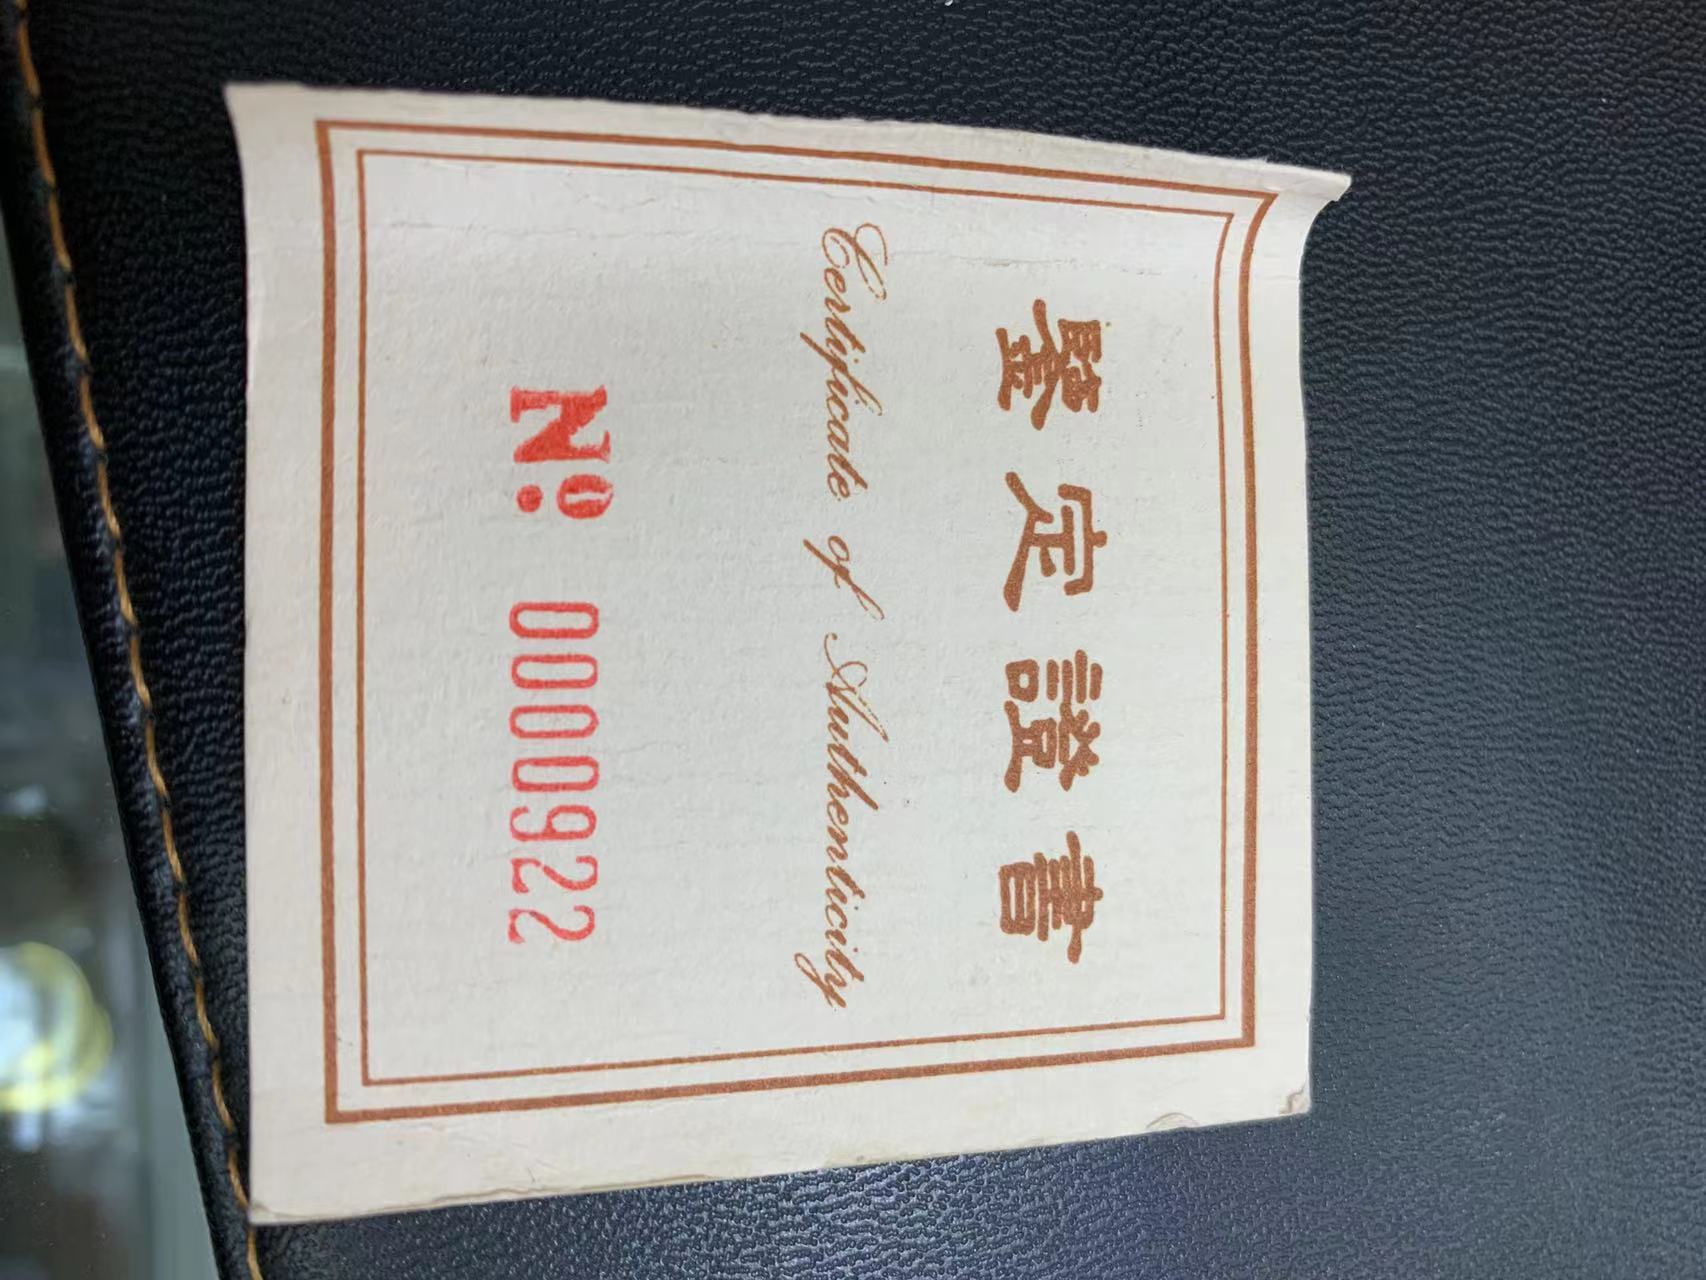 鑒定證書
Certificate of Authenticity
Nº 0000922